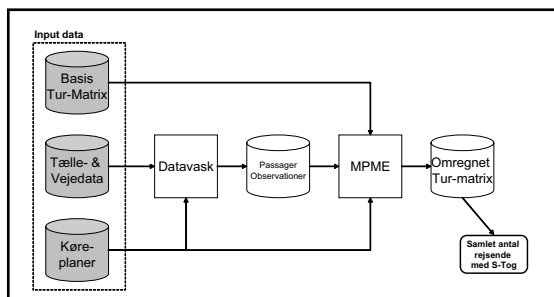 Input data
Basis
Tur-Matrix
Tælle- &
Vejedata
Køre-
planer
Datavask
Passager
Observationer
MPME
Omregnet
Tur-matrix
Samlet antal
rejsende
med S-Tog